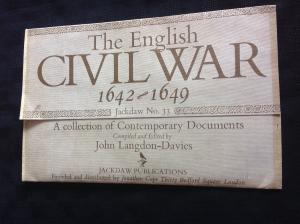 The English
CIVIL WAR
1642-1649
Jackdaw No. 33
A collection of Contemporary Documents
Compiled and Edited by
John Langdon-Davies
JACKDAW PUBLICATIONS
Founded and distributed by Jonathan Cape Thirty Bedford Square London